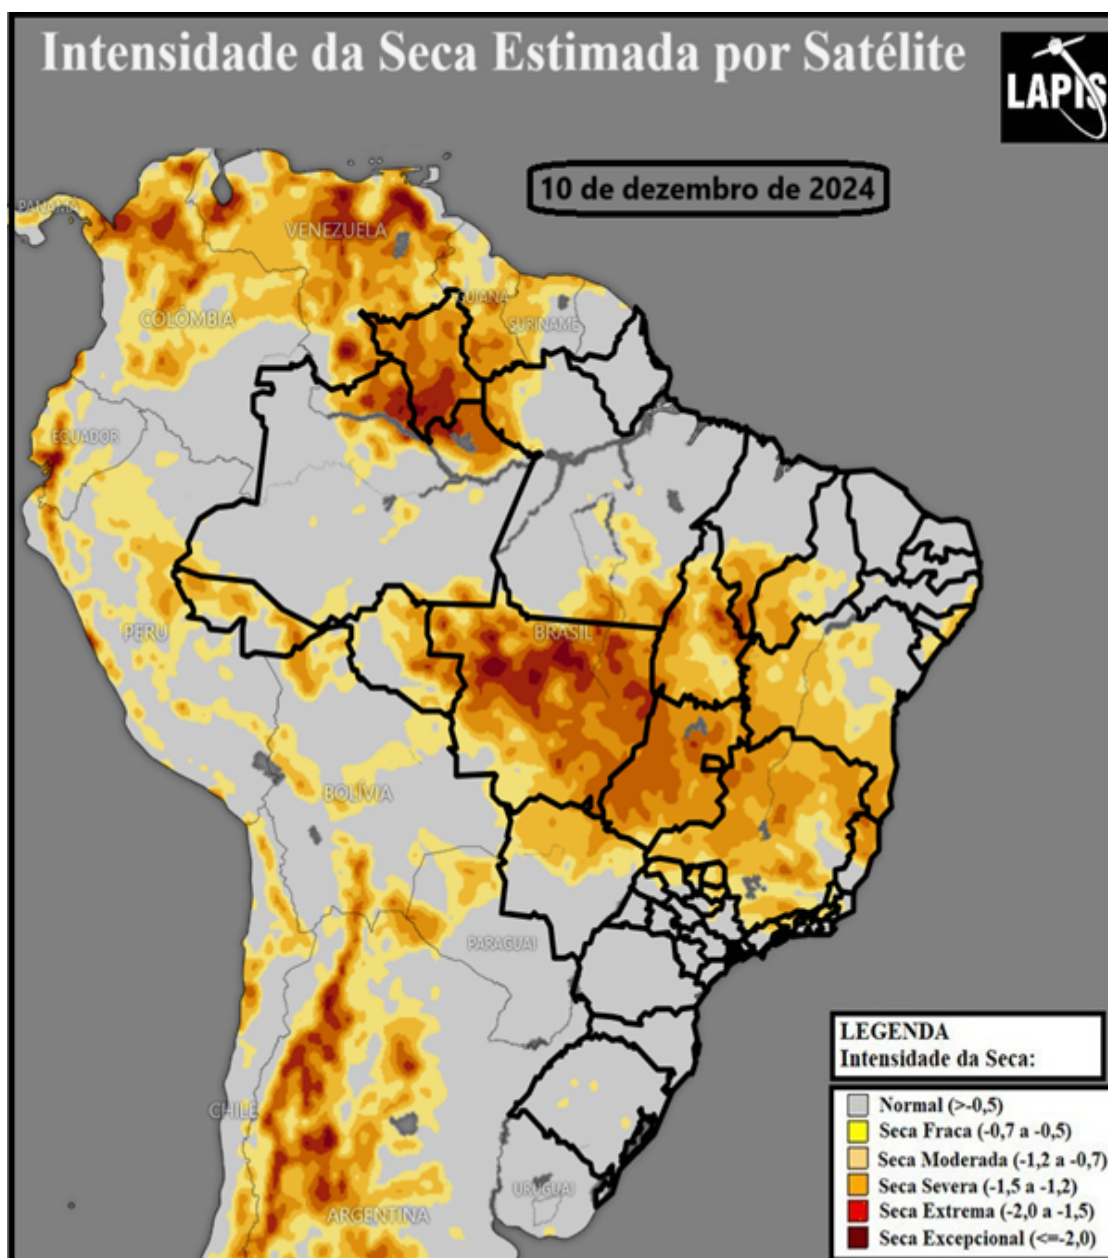 Intensidade da Seca Estimada por Satélite
LAPIS
10 de dezembro de 2024
PANAMÁ
VENEZUELA
GUIANA
COLÔMBIA
SURINAME
EQUADOR
PERU
BRASIL
BOLÍVIA
PARAGUAI
CHILE
URUGUAI
ARGENTINA
LEGENDA
Intensidade da Seca:
Normal (>-0,5)
Seca Fraca (-0,7 a -0,5)
Seca Moderada (-1,2 a -0,7)
Seca Severa (-1,5 a -1,2)
Seca Extrema (-2,0 a -1,5)
Seca Excepcional (<=-2,0)